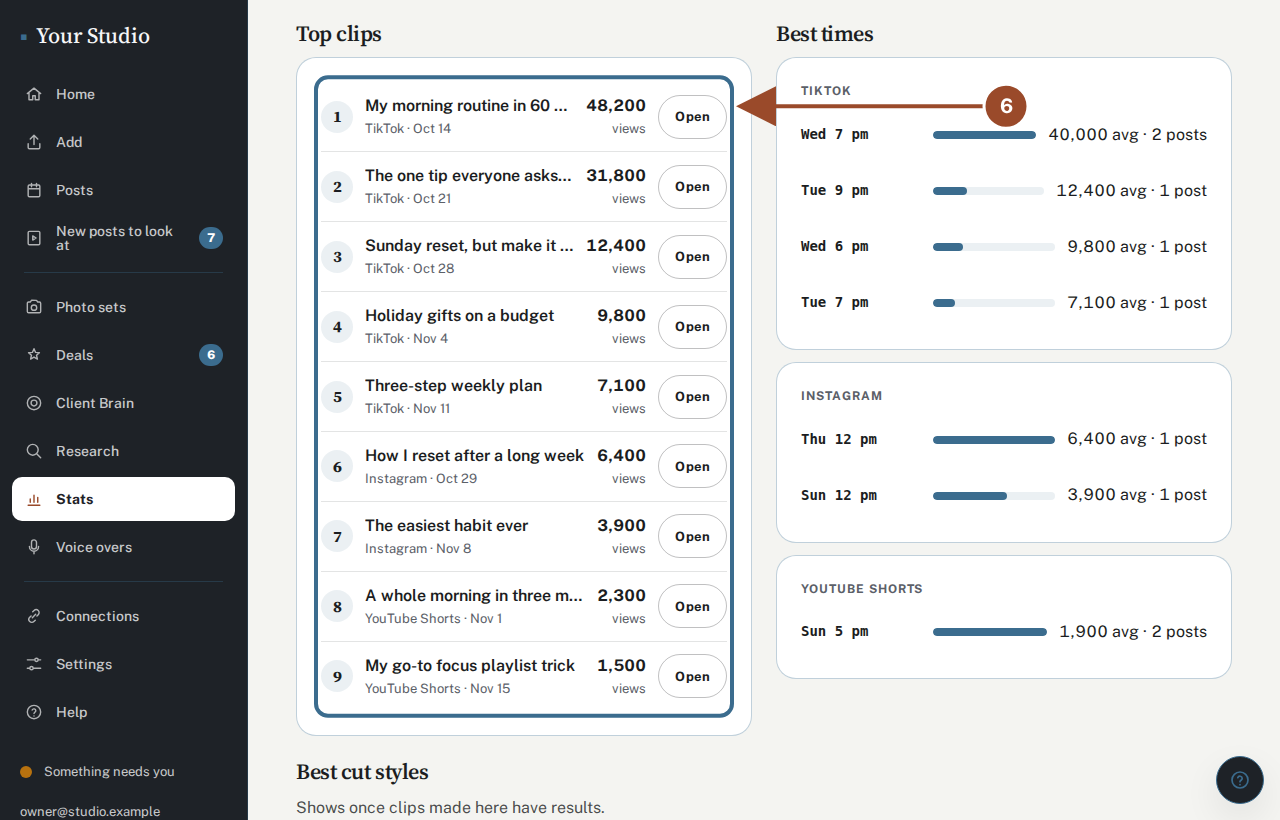 Your Studio
Home
Add
Posts
New posts to look
at
7
Photo sets
Deals
6
Client Brain
Research
Stats
Voice overs
Connections
Settings
Help
Something needs you
owner@studio.example
Top clips
1
My morning routine in 60 ...
TikTok · Oct 14
48,200
views
Open
2
The one tip everyone asks...
TikTok · Oct 21
31,800
views
Open
3
Sunday reset, but make it ...
TikTok · Oct 28
12,400
views
Open
4
Holiday gifts on a budget
TikTok · Nov 4
9,800
views
Open
5
Three-step weekly plan
TikTok · Nov 11
7,100
views
Open
6
How I reset after a long week
Instagram · Oct 29
6,400
views
Open
7
The easiest habit ever
Instagram · Nov 8
3,900
views
Open
8
A whole morning in three m...
YouTube Shorts · Nov 1
2,300
views
Open
9
My go-to focus playlist trick
YouTube Shorts · Nov 15
1,500
views
Open
Best times
TIKTOK
6
Wed 7 pm
40,000 avg · 2 posts
Tue 9 pm
12,400 avg · 1 post
Wed 6 pm
9,800 avg · 1 post
Tue 7 pm
7,100 avg · 1 post
INSTAGRAM
Thu 12 pm
6,400 avg · 1 post
Sun 12 pm
3,900 avg · 1 post
YOUTUBE SHORTS
Sun 5 pm
1,900 avg · 2 posts
Best cut styles
Shows once clips made here have results.